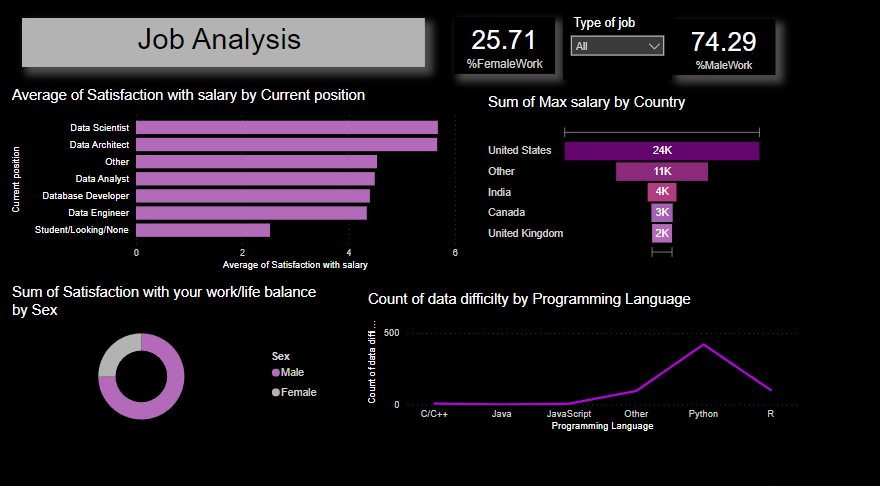 Job Analysis
25.71
%FemaleWork
Type of job
All
74.29
%MaleWork
Average of Satisfaction with salary by Current position
Current position
Data Scientist
Data Architect
Other
Data Analyst
Database Developer
Data Engineer
Student/Looking/None
0 2 4 6
Average of Satisfaction with salary
Sum of Max salary by Country
United States 24K
Other 11K
India 4K
Canada 3K
United Kingdom 2K
Sum of Satisfaction with your work/life balance
by Sex
Sex
Male
Female
Count of data difficilty by Programming Language
Count of data diffi...
500
0
C/C++ Java JavaScript Other Python R
Programming Language